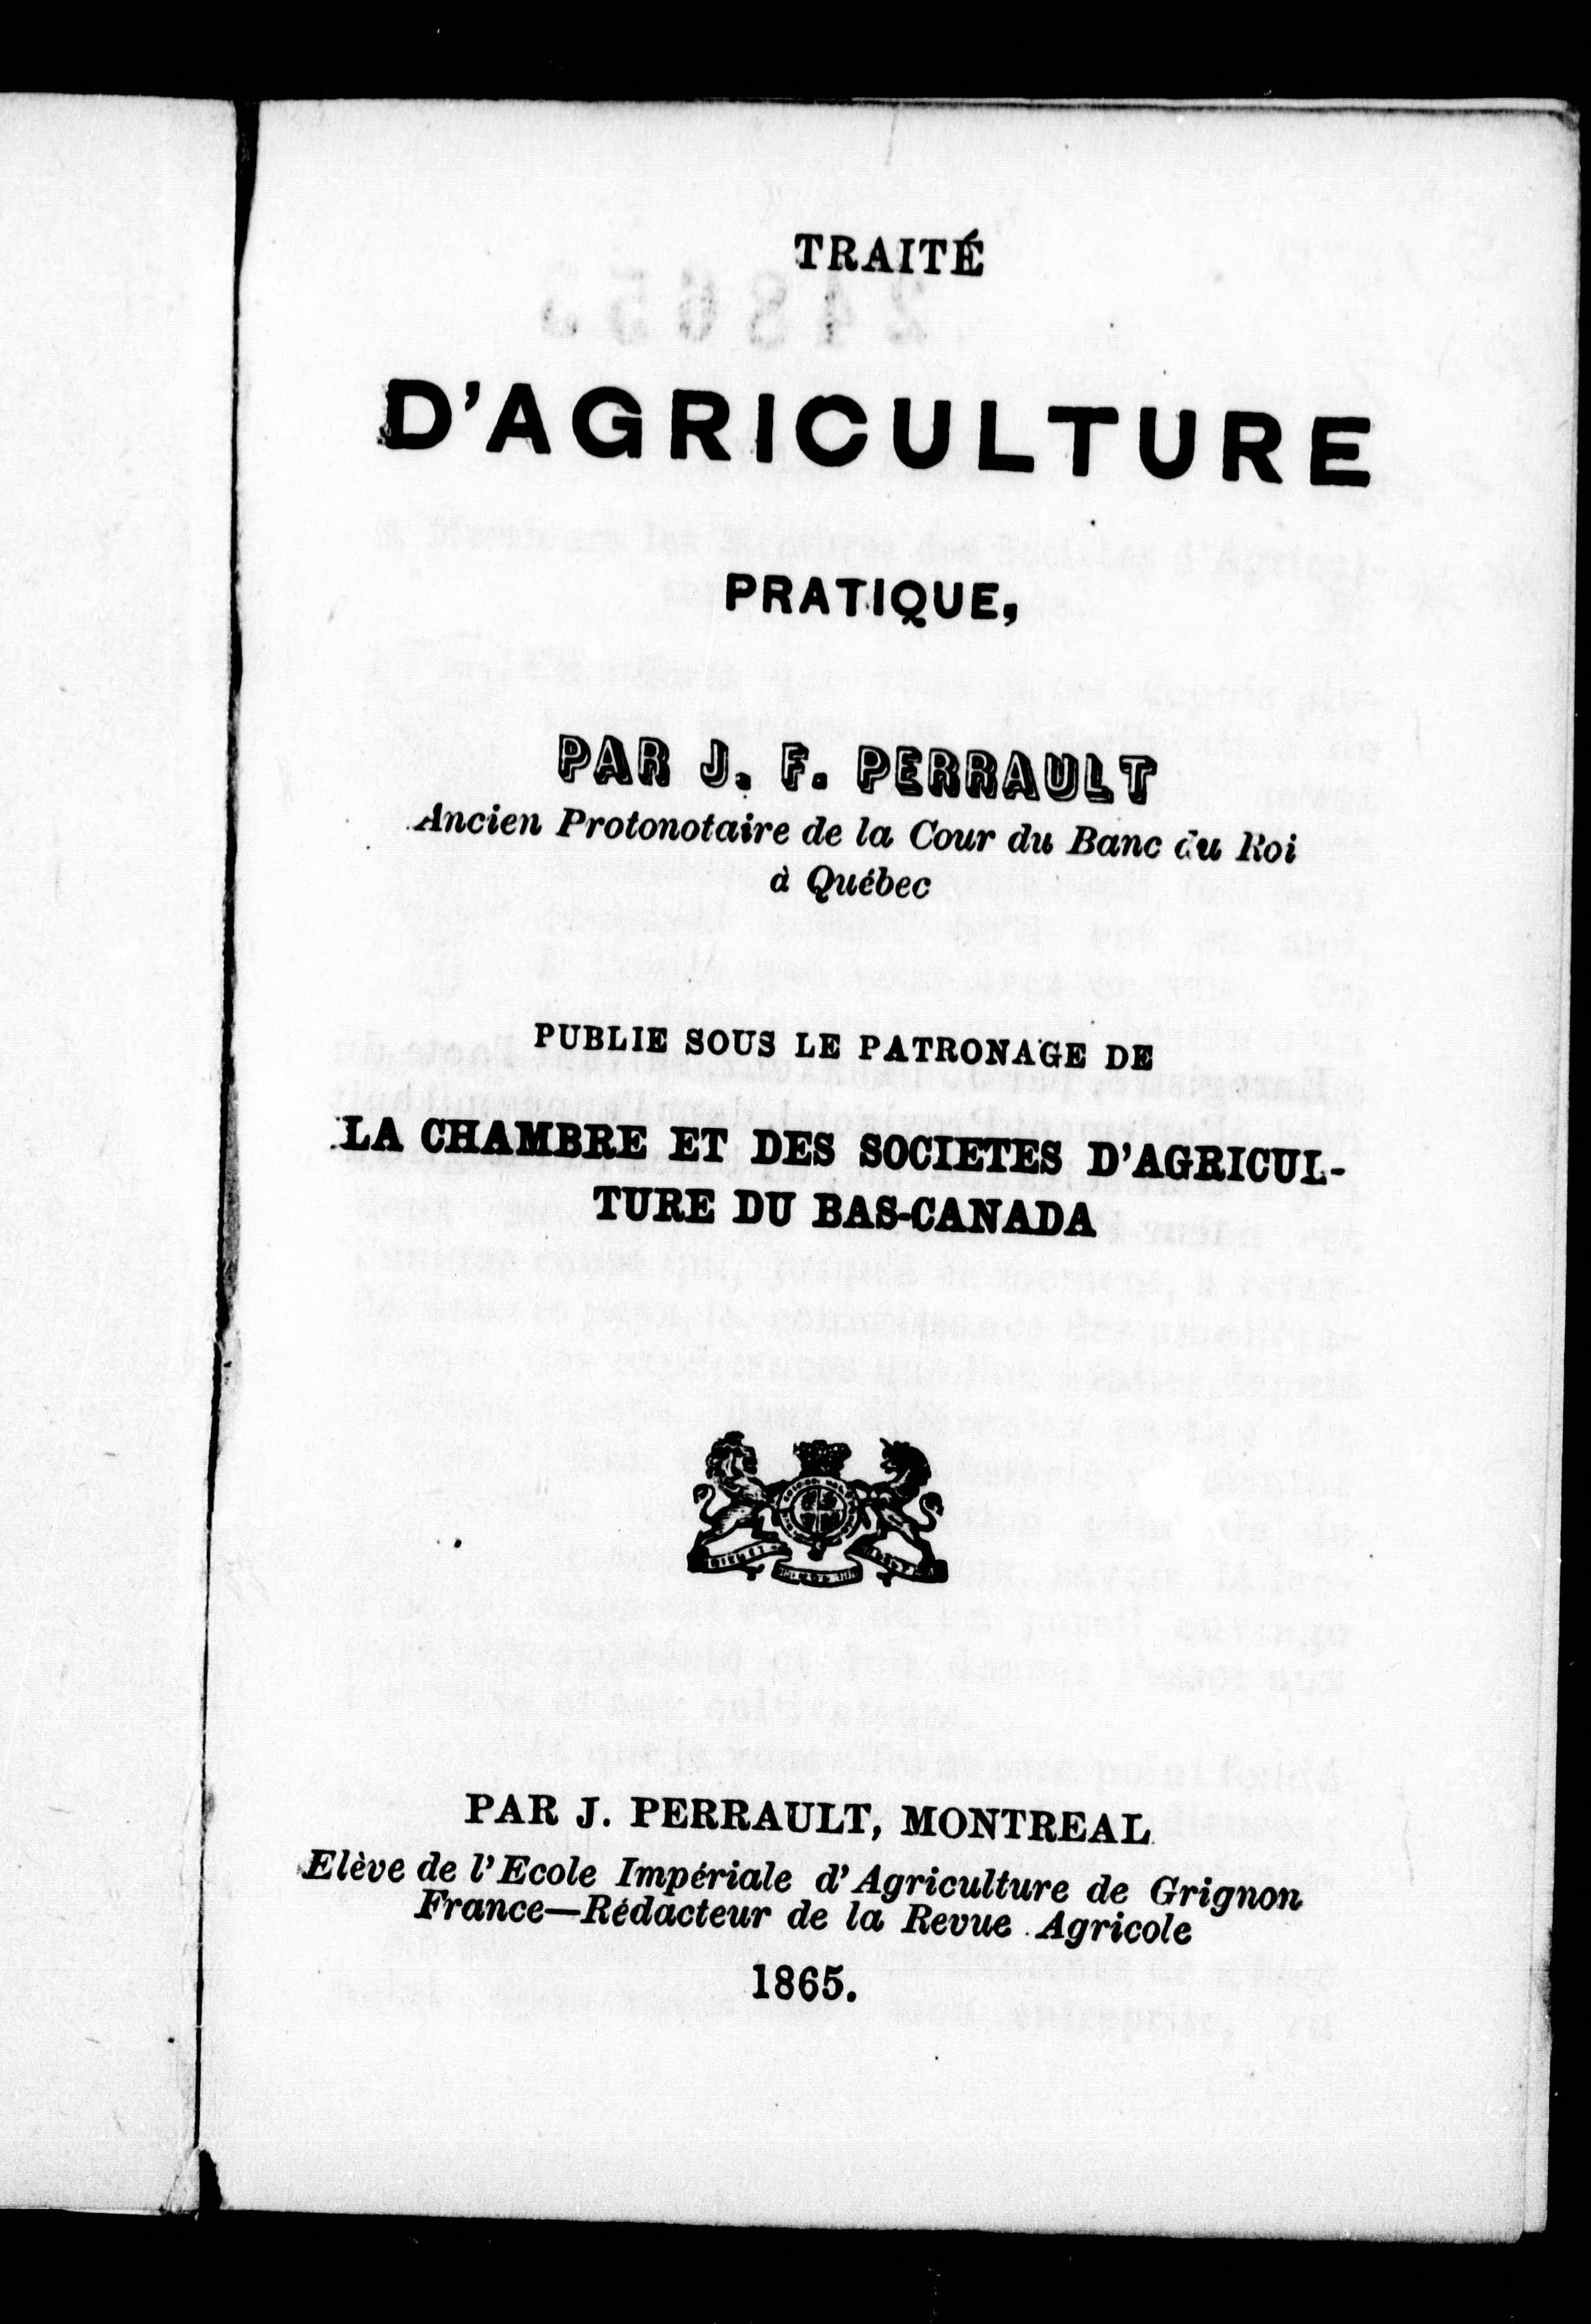 TRAITÉ
D'AGRICULTURE
PRATIQUE,
PAR J. F. PERRAULT
Ancien Protonotaire de la Cour du Banc du Roi
à Québec
PUBLIE SOUS LE PATRONAGE DE
LA CHAMBRE ET DES SOCIETES D'AGRICUL-
TURE DU BAS-CANADA
PAR J. PERRAULT, MONTREAL
Elève de l'Ecole Impériale d'Agriculture de Grignon
France—Rédacteur de la Revue Agricole
1865.